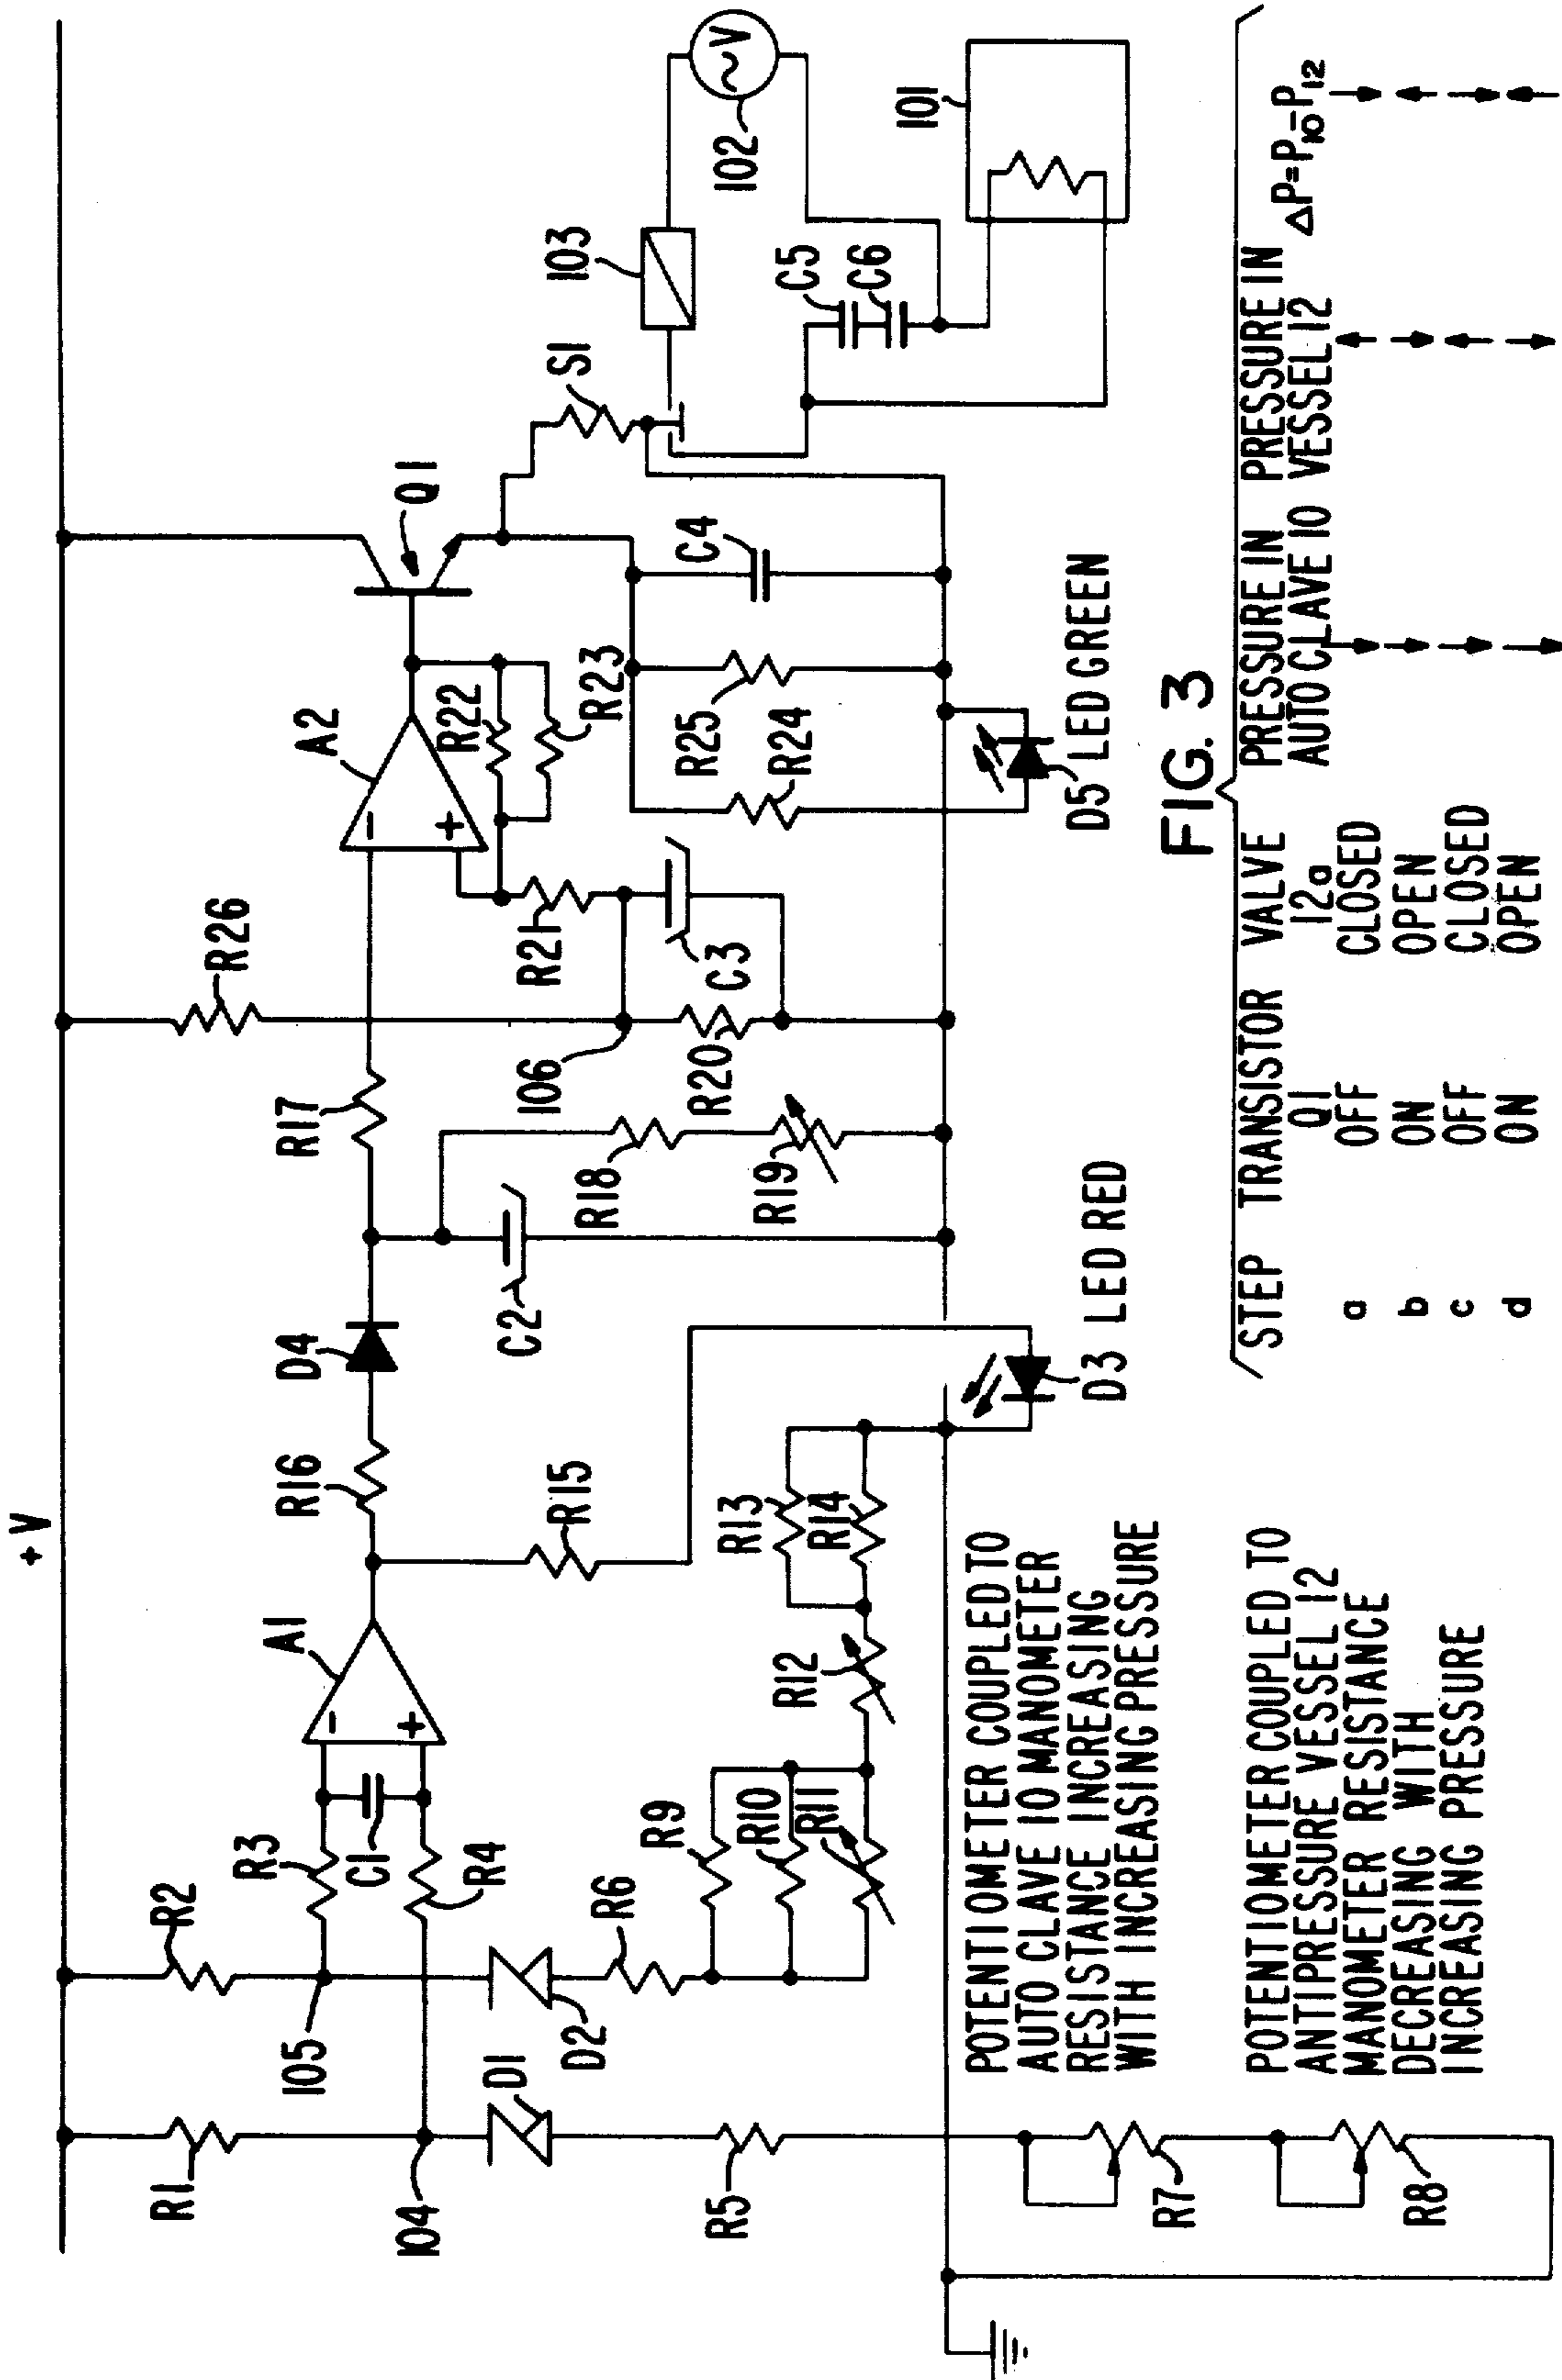 +V
R1
R2
104
105
R3
C1
R4
A1
-
+
D1
D2
R5
R6
R9
R10
R11
R12
R13
R14
R15
R16
D4
C2
R17
R18
R19
106
R20
R26
R21
C3
A2
-
+
R22
R23
Q1
S1
103
102
~V
C4
R25
R24
C5
C6
101
D3 LED RED
D5 LED GREEN
R7
R8
POTENTIOMETER COUPLED TO
AUTO CLAVE 10 MANOMETER
RESISTANCE INCREASING
WITH INCREASING PRESSURE
POTENTIOMETER COUPLED TO
ANTIPRESSURE VESSEL 12
MANOMETER RESISTANCE
DECREASING WITH
INCREASING PRESSURE
FIG. 3
STEP TRANSISTOR VALVE PRESSURE IN PRESSURE IN ΔP=P10-P12
Q1 12a AUTO CLAVE 10 VESSEL 12
a OFF CLOSED ↓ ↑ ↓
b ON OPEN ↓ ↓ ↑
c OFF CLOSED ↓ ↑ ↓
d ON OPEN ↓ ↓ ↑